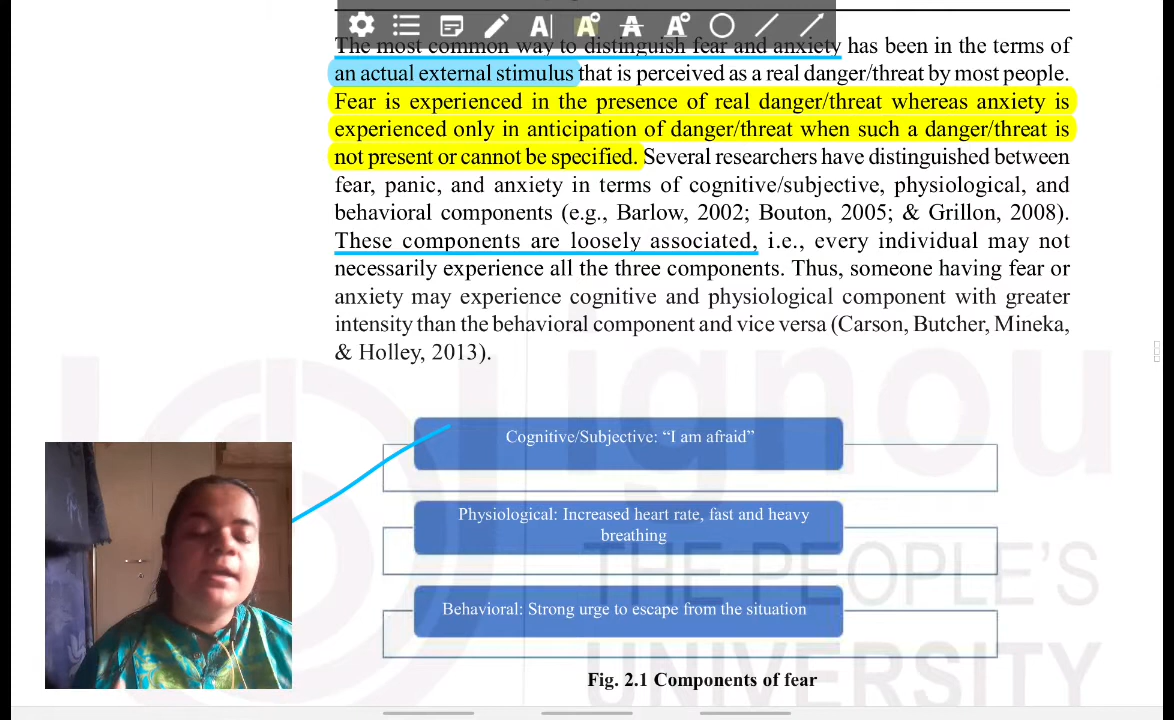 The most common way to distinguish fear and anxiety has been in the terms of
an actual external stimulus that is perceived as a real danger/threat by most people.
Fear is experienced in the presence of real danger/threat whereas anxiety is
experienced only in anticipation of danger/threat when such a danger/threat is
not present or cannot be specified. Several researchers have distinguished between
fear, panic, and anxiety in terms of cognitive/subjective, physiological, and
behavioral components (e.g., Barlow, 2002; Bouton, 2005; & Grillon, 2008).
These components are loosely associated, i.e., every individual may not
necessarily experience all the three components. Thus, someone having fear or
anxiety may experience cognitive and physiological component with greater
intensity than the behavioral component and vice versa (Carson, Butcher, Mineka,
& Holley, 2013).
ignou
Cognitive/Subjective: “I am afraid”
Physiological: Increased heart rate, fast and heavy
breathing
THE PEOPLE'S
Behavioral: Strong urge to escape from the situation
UNIVERSITY
Fig. 2.1 Components of fear